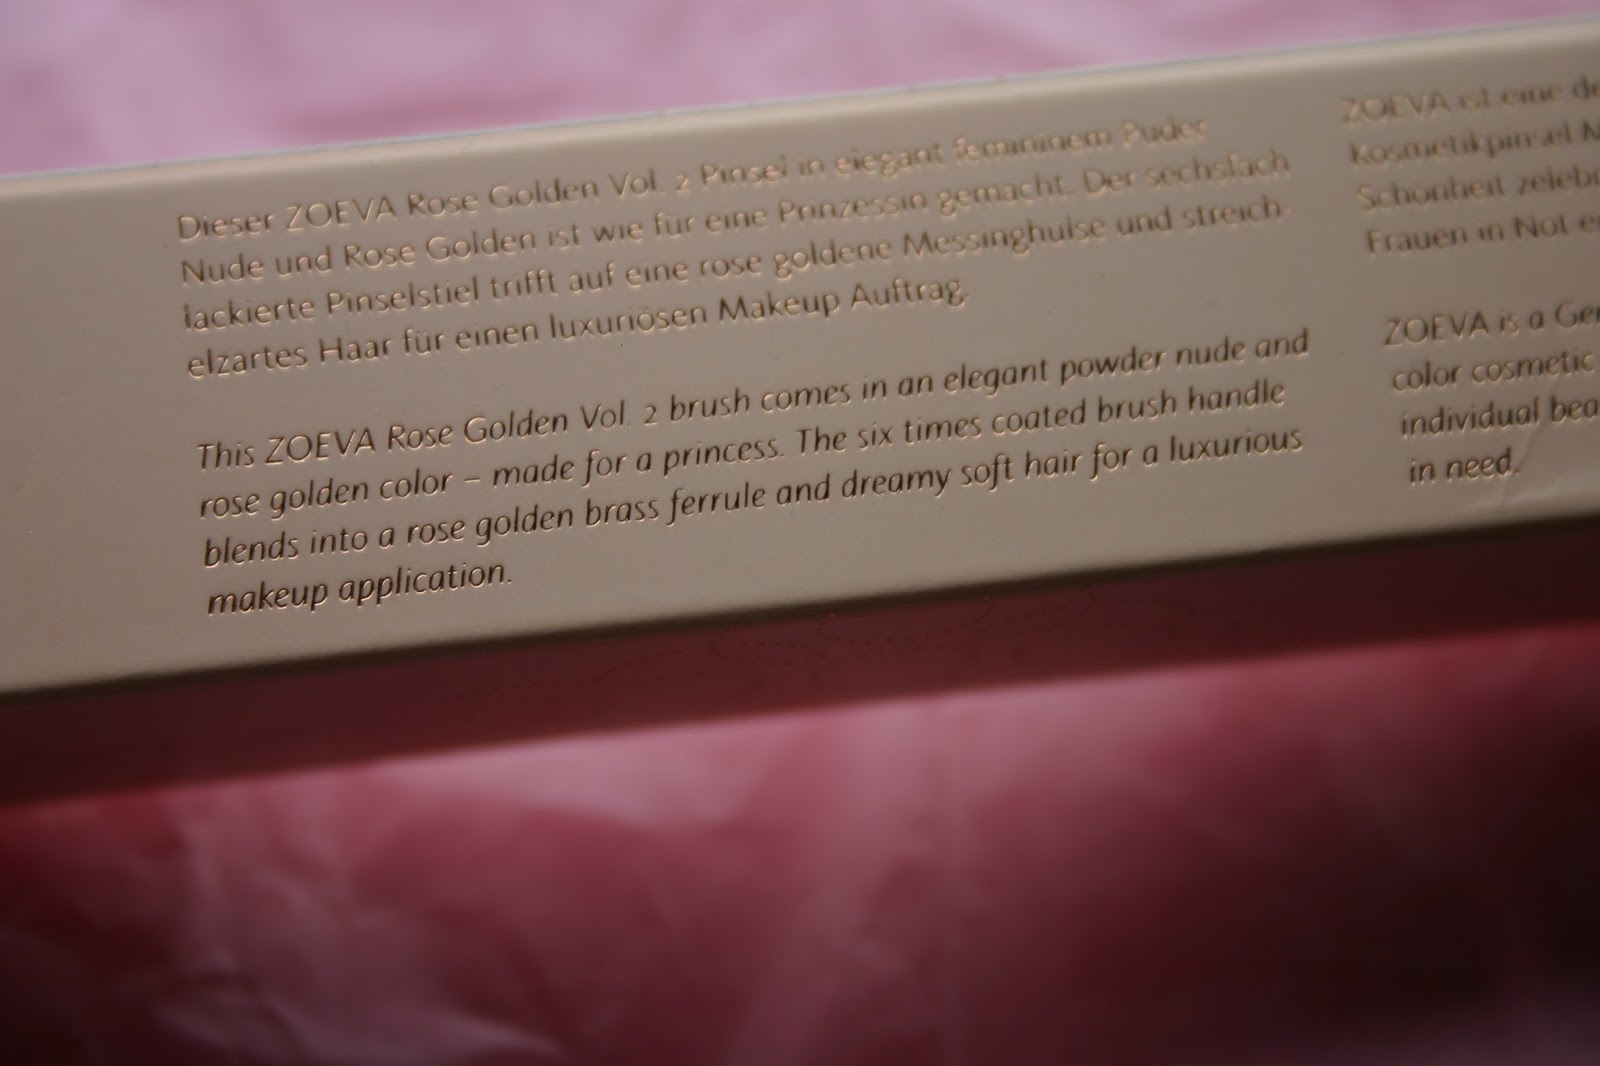 Dieser ZOEVA Rose Golden Vol. 2 Pinsel in elegant femininem Puder
Nude und Rose Golden ist wie für eine Prinzessin gemacht. Der sechsfach
lackierte Pinselstiel trifft auf eine rose goldene Messinghülse und streich-
elzartes Haar für einen luxuriösen Makeup Auftrag.
This ZOEVA Rose Golden Vol. 2 brush comes in an elegant powder nude and
rose golden color – made for a princess. The six times coated brush handle
blends into a rose golden brass ferrule and dreamy soft hair for a luxurious
makeup application.
ZOEVA ist eine
Kosmetikpinsel
Schönheit
Frauen in Not
ZOEVA is a
color cosmetic
individual
in need.